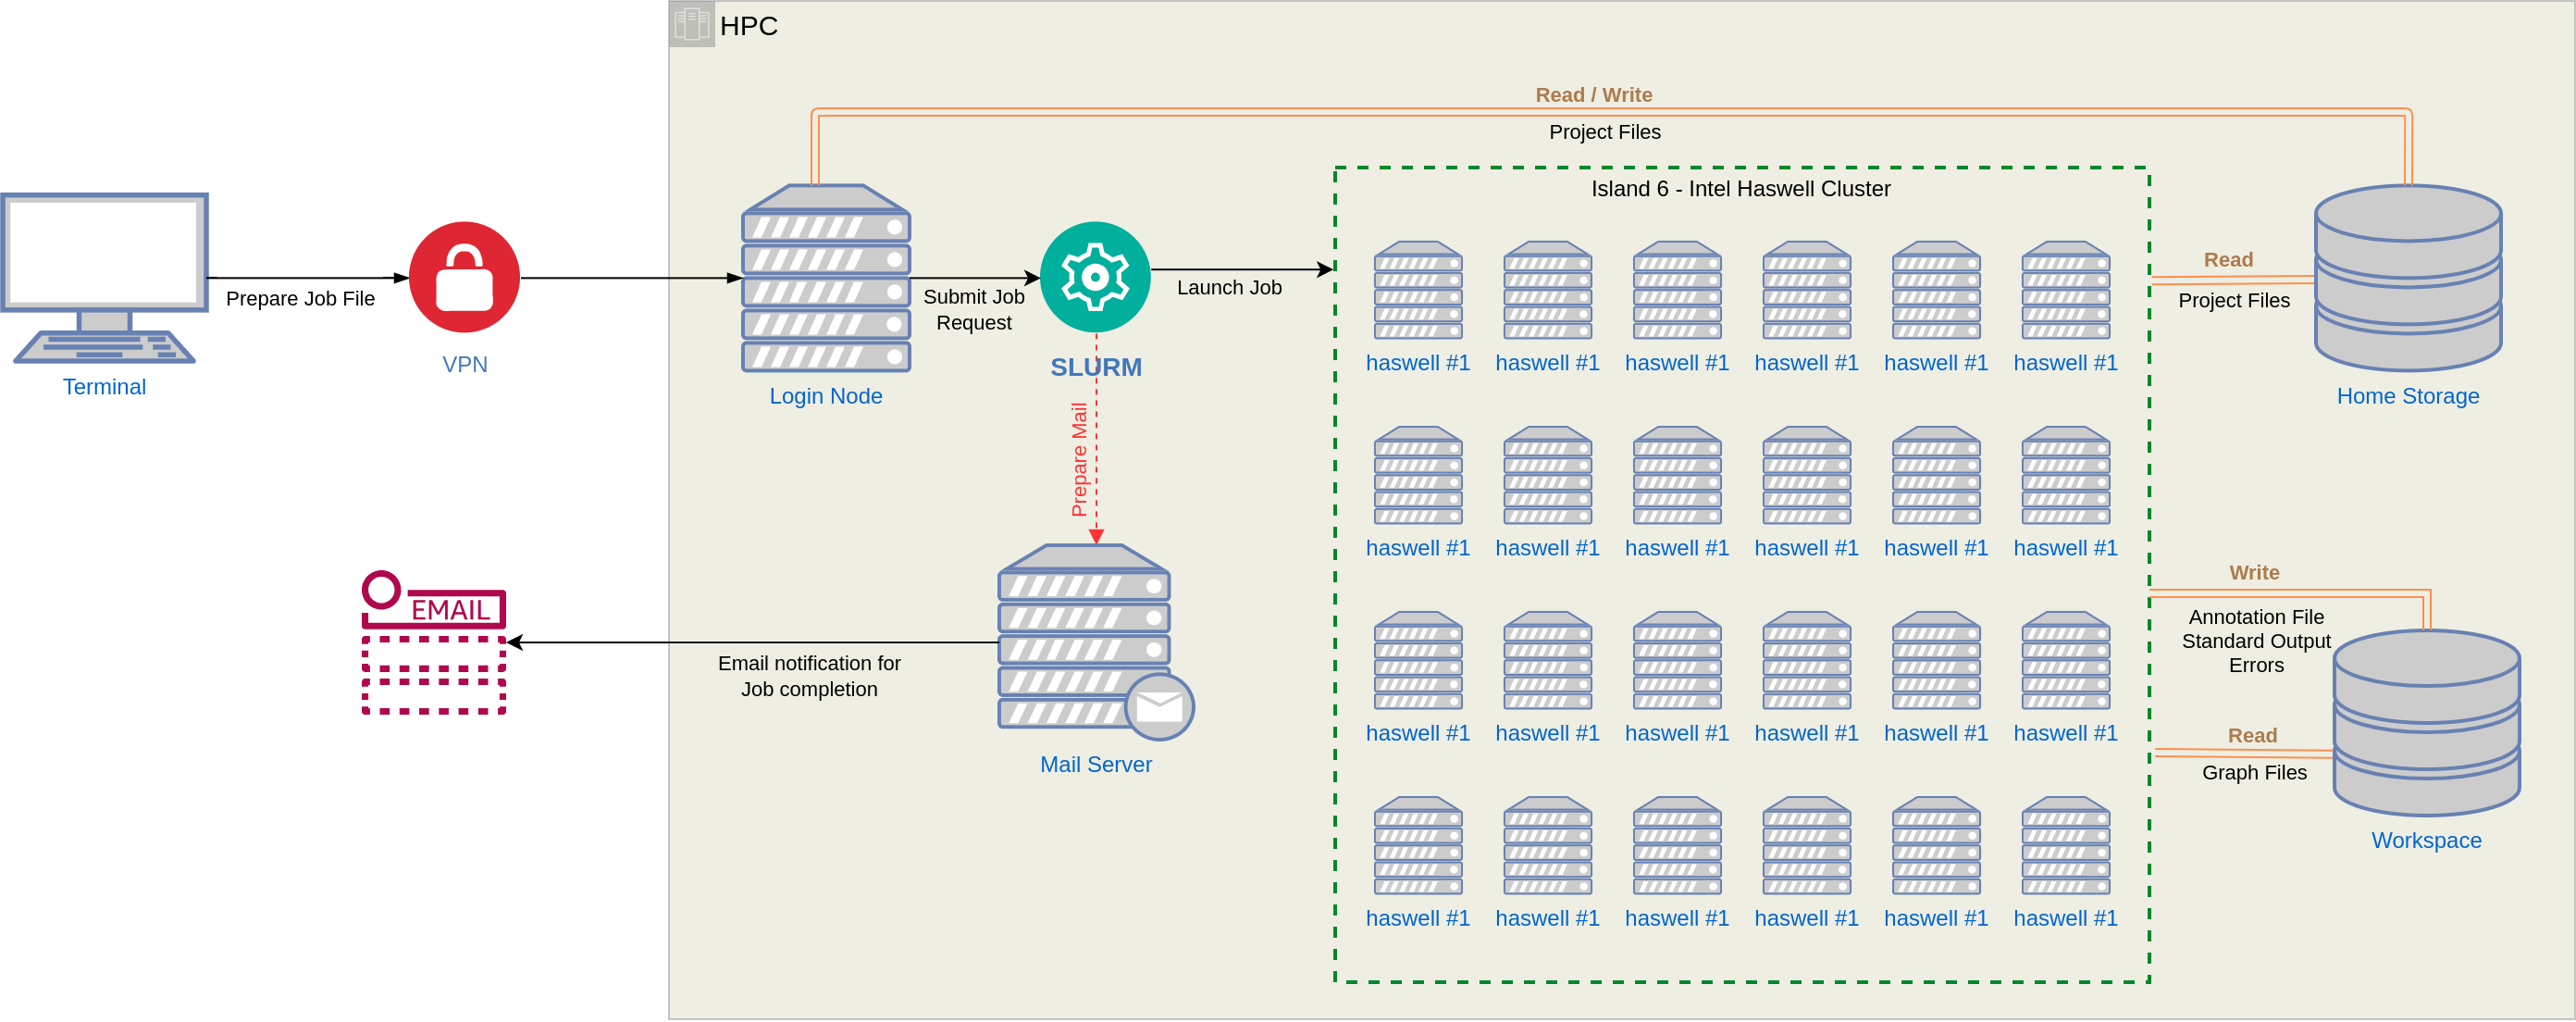 HPC
Read / Write
Project Files
Island 6 - Intel Haswell Cluster
Terminal
Prepare Job File
VPN
Login Node
Submit Job
Request
SLURM
Launch Job
Prepare Mail
haswell #1 haswell #1 haswell #1 haswell #1 haswell #1 haswell #1
haswell #1 haswell #1 haswell #1 haswell #1 haswell #1 haswell #1
haswell #1 haswell #1 haswell #1 haswell #1 haswell #1 haswell #1
haswell #1 haswell #1 haswell #1 haswell #1 haswell #1 haswell #1
Read
Project Files
Home Storage
Write
Annotation File
Standard Output
Errors
Read
Graph Files
Workspace
EMAIL
Email notification for
Job completion
Mail Server